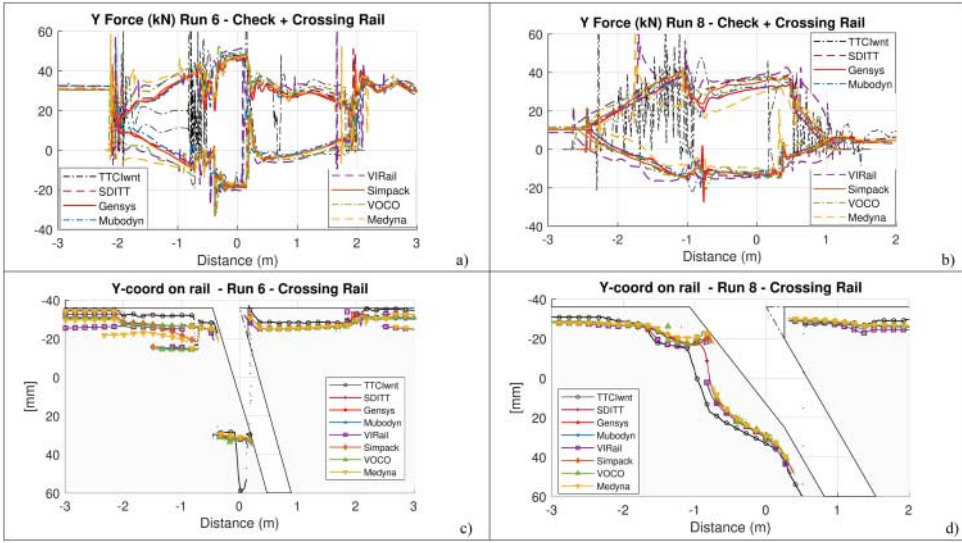 Y Force (kN) Run 6 - Check + Crossing Rail
60
40
20
0
-20
-40
-3
-2
-1
0
1
2
3
Distance (m)
TTCIwnt
SDITT
Gensys
Mubodyn
VIRail
Simpack
VOCO
Medyna
a)
Y Force (kN) Run 8 - Check + Crossing Rail
60
40
20
0
-20
-40
-3
-2
-1
0
1
2
Distance (m)
TTCIwnt
SDITT
Gensys
Mubodyn
VIRail
Simpack
VOCO
Medyna
b)
Y-coord on rail - Run 6 - Crossing Rail
-40
-20
0
20
40
60
[mm]
-3
-2
-1
0
1
2
3
Distance (m)
TTCIwnt
SDITT
Gensys
Mubodyn
VIRail
Simpack
VOCO
Medyna
c)
Y-coord on rail - Run 8 - Crossing Rail
-40
-20
0
20
40
60
[mm]
-3
-2
-1
0
1
2
Distance (m)
TTCIwnt
SDITT
Gensys
Mubodyn
VIRail
Simpack
VOCO
Medyna
d)